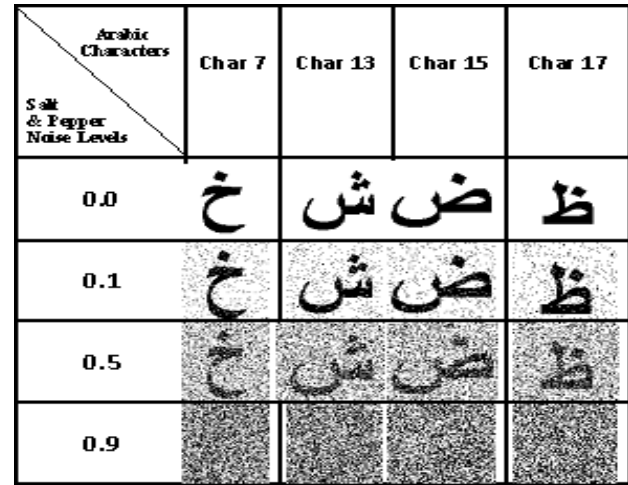 Arabic
Characters
Salt
& Pepper
Noise Levels
Char 7 Char 13 Char 15 Char 17
0.0 خ ش ض ظ
0.1 خ ش ض ظ
0.5 خ ش ض ظ
0.9